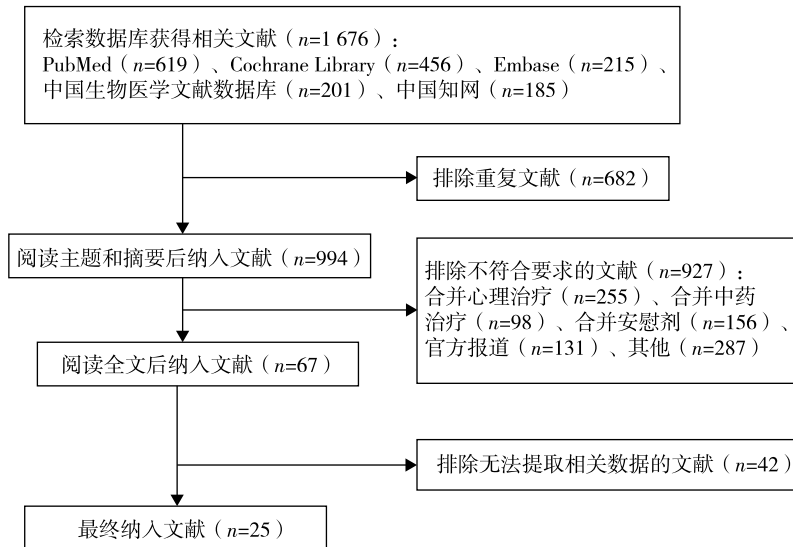 检索数据库获得相关文献（n=1 676）：
PubMed（n=619）、Cochrane Library（n=456）、Embase（n=215）、
中国生物医学文献数据库（n=201）、中国知网（n=185）
排除重复文献（n=682）
阅读主题和摘要后纳入文献（n=994）
排除不符合要求的文献（n=927）：
合并心理治疗（n=255）、合并中药
治疗（n=98）、合并安慰剂（n=156）、
官方报道（n=131）、其他（n=287）
阅读全文后纳入文献（n=67）
排除无法提取相关数据的文献（n=42）
最终纳入文献（n=25）